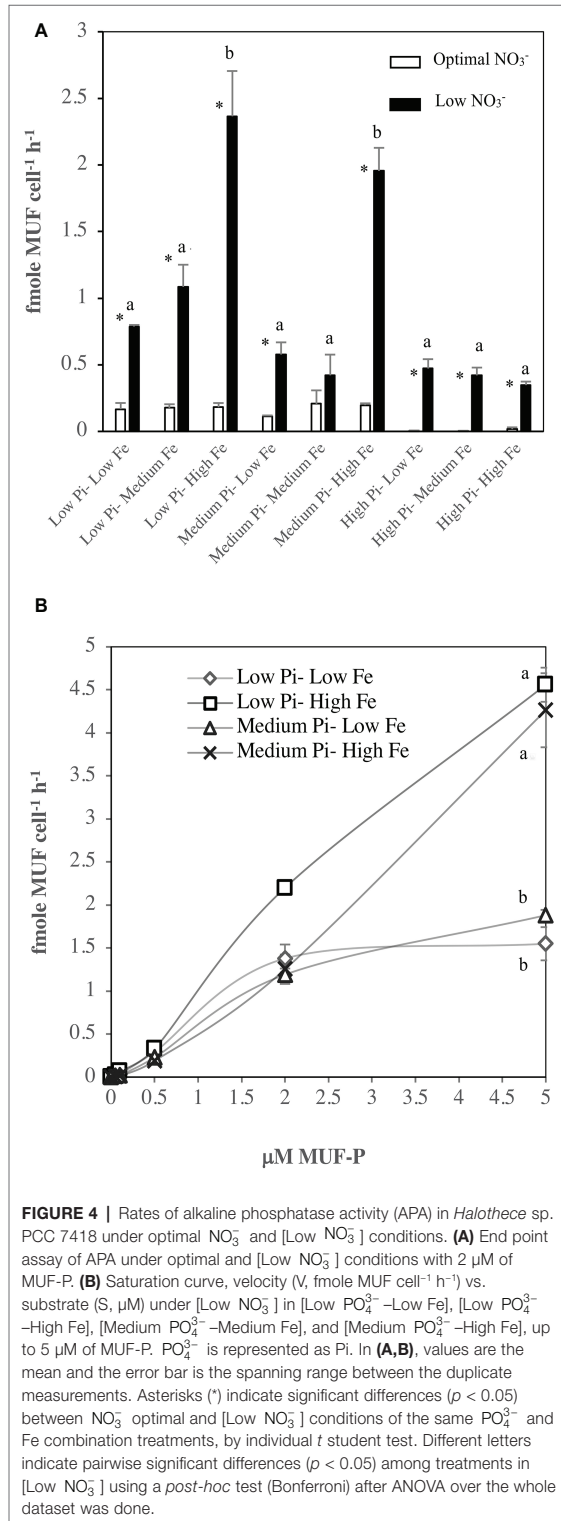 A
fmole MUF cell⁻¹ h⁻¹
3
2.5
2
1.5
1
0.5
0
Optimal NO₃⁻
Low NO₃⁻
* a
* a
* b
* a
a
* b
* a
* a
* a
Low Pi- Low Fe
Low Pi- Medium Fe
Low Pi- High Fe
Medium Pi- Low Fe
Medium Pi- Medium Fe
Medium Pi- High Fe
High Pi- Low Fe
High Pi- Medium Fe
High Pi- High Fe
B
fmole MUF cell⁻¹ h⁻¹
5
4.5
4
3.5
3
2.5
2
1.5
1
0.5
0
Low Pi- Low Fe
Low Pi- High Fe
Medium Pi- Low Fe
Medium Pi- High Fe
a
a
b
b
0 0.5 1 1.5 2 2.5 3 3.5 4 4.5 5
µM MUF-P
FIGURE 4 | Rates of alkaline phosphatase activity (APA) in Halothece sp.
PCC 7418 under optimal NO₃⁻ and [Low NO₃⁻] conditions. (A) End point
assay of APA under optimal and [Low NO₃⁻] conditions with 2 µM of
MUF-P. (B) Saturation curve, velocity (V, fmole MUF cell⁻¹ h⁻¹) vs.
substrate (S, µM) under [Low NO₃⁻] in [Low PO₄³⁻ –Low Fe], [Low PO₄³⁻
–High Fe], [Medium PO₄³⁻ –Medium Fe], and [Medium PO₄³⁻ –High Fe], up
to 5 µM of MUF-P. PO₄³⁻ is represented as Pi. In (A,B), values are the
mean and the error bar is the spanning range between the duplicate
measurements. Asterisks (*) indicate significant differences (p < 0.05)
between NO₃⁻ optimal and [Low NO₃⁻] conditions of the same PO₄³⁻ and
Fe combination treatments, by individual t student test. Different letters
indicate pairwise significant differences (p < 0.05) among treatments in
[Low NO₃⁻] using a post-hoc test (Bonferroni) after ANOVA over the whole
dataset was done.